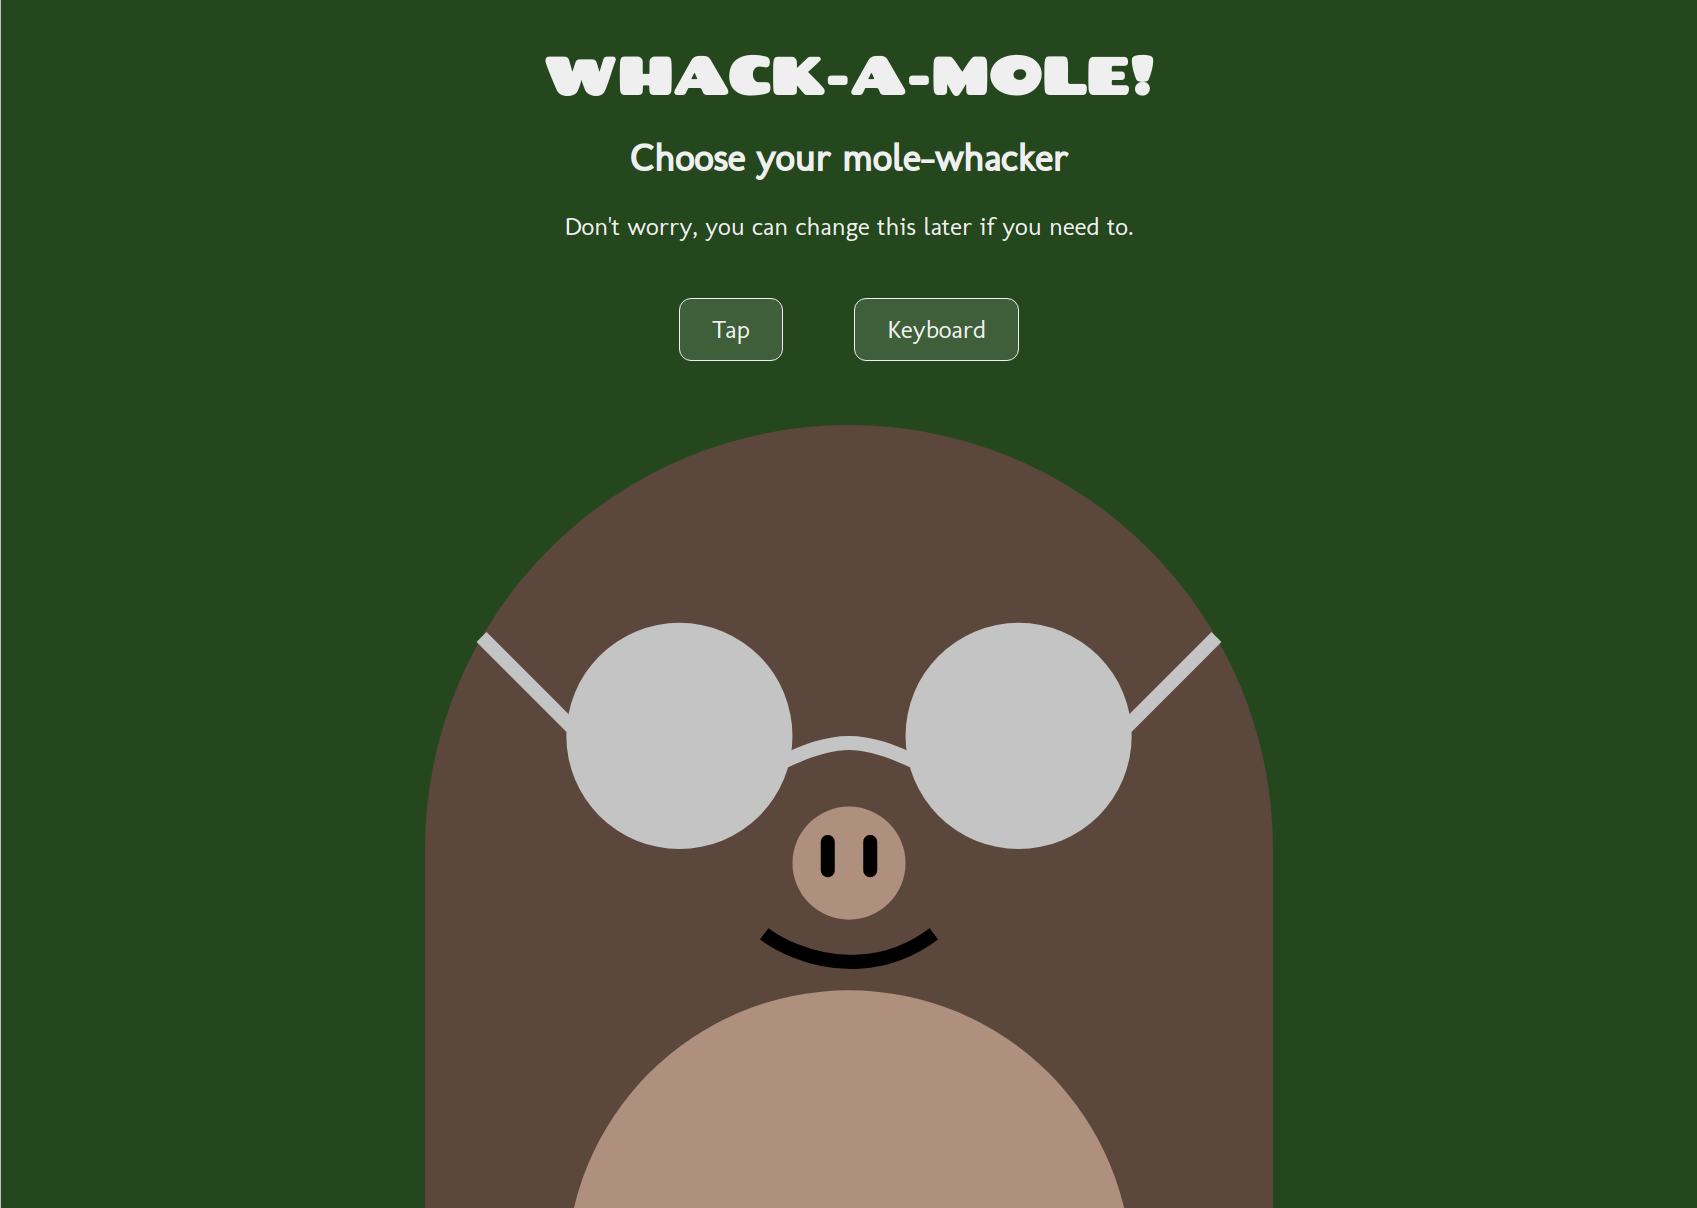 WHACK-A-MOLE!
Choose your mole-whacker
Don't worry, you can change this later if you need to.
Tap
Keyboard